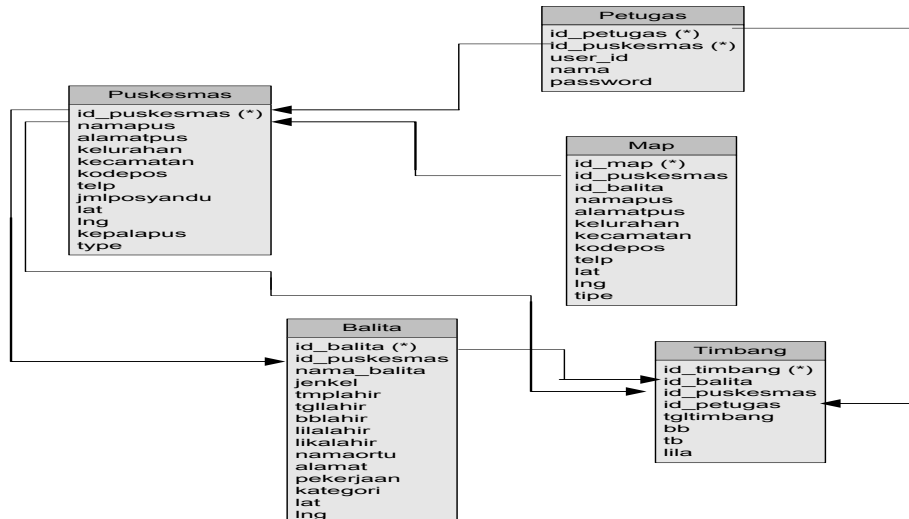 Petugas
id_petugas (*)
id_puskesmas (*)
user_id
nama
password
Puskesmas
id_puskesmas (*)
namapus
alamatpus
kelurahan
kecamatan
kodepos
telp
jmlposyandu
lat
lng
kepalapus
type
Map
id_map (*)
id_puskesmas
id_balita
namapus
alamatpus
kelurahan
kecamatan
kodepos
telp
lat
lng
tipe
Balita
id_balita (*)
id_puskesmas
nama_balita
jenkel
tmplahir
tgllahir
bblahir
lilalahir
likalahir
namaortu
alamat
pekerjaan
kategori
lat
lng
Timbang
id_timbang (*)
id_balita
id_puskesmas
id_petugas
tgltimbang
bb
tb
lila